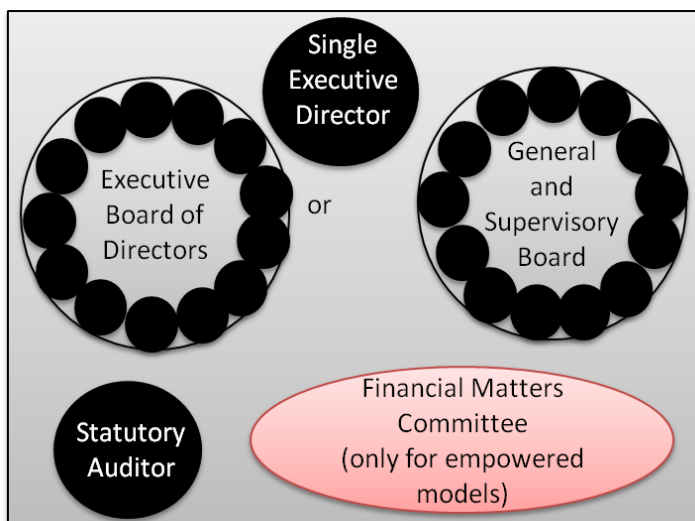 Single
Executive
Director
Executive
Board of
Directors
or
General
and
Supervisory
Board
Statutory
Auditor
Financial Matters
Committee
(only for empowered
models)